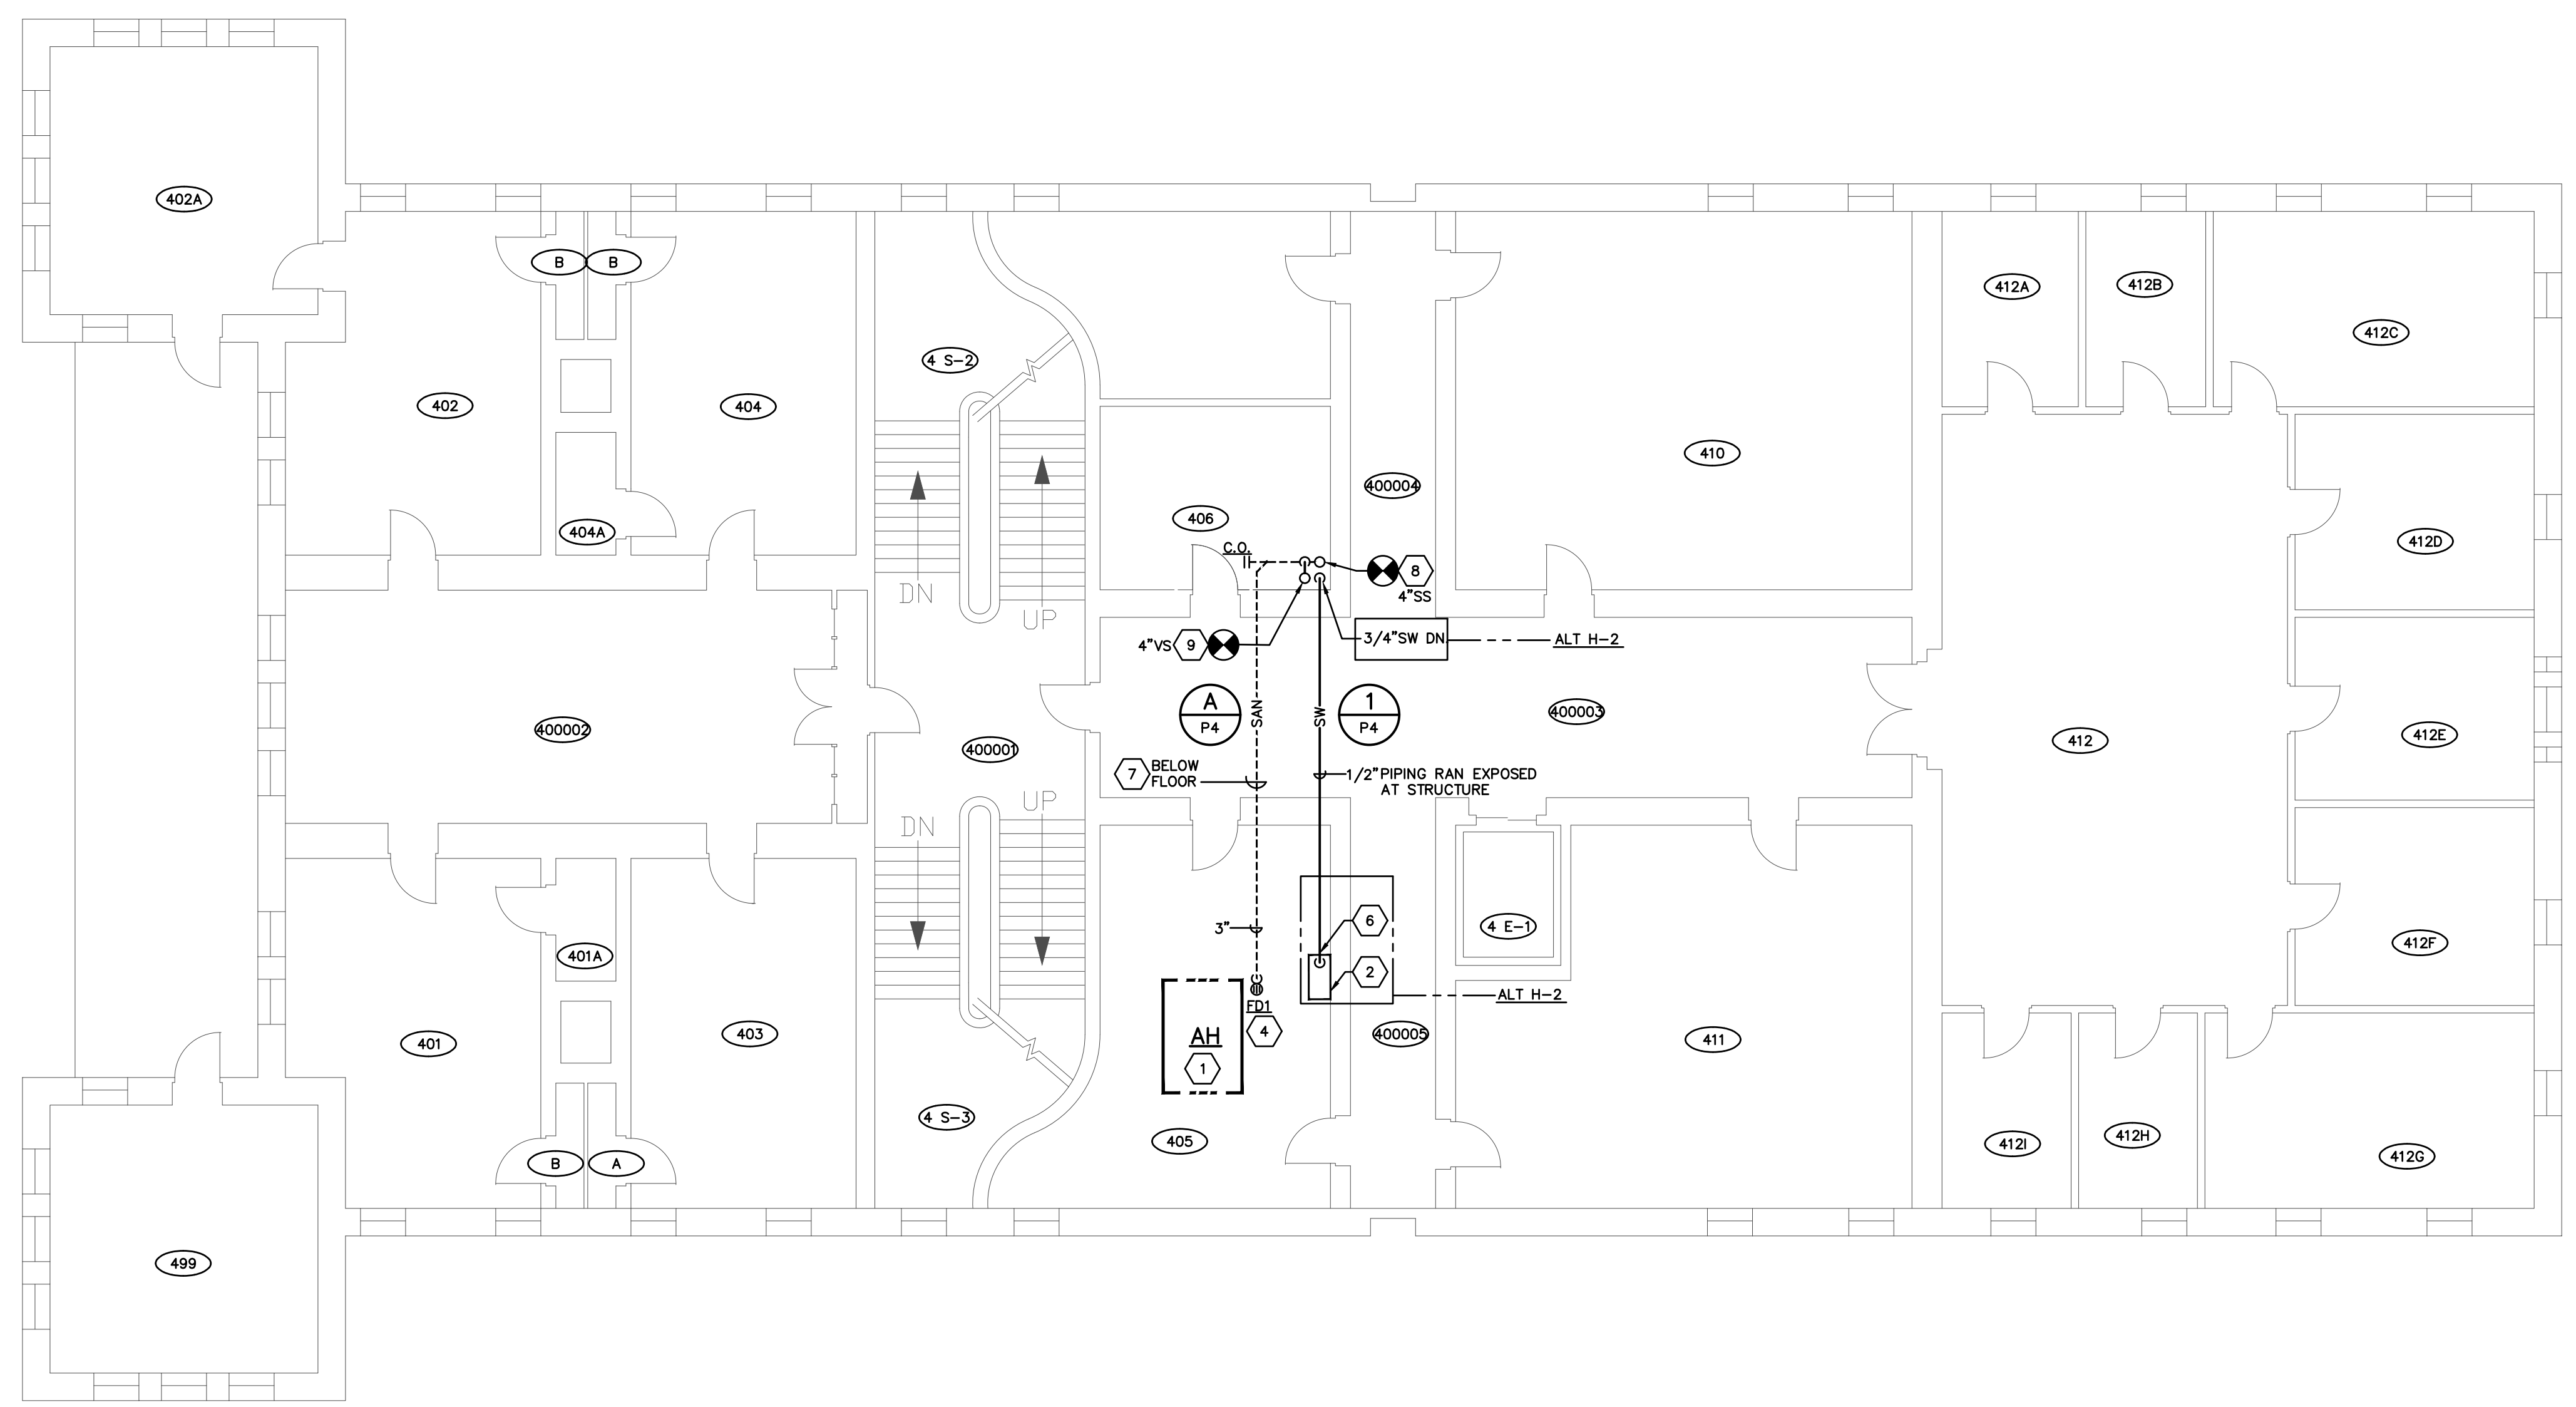 402A
B
B
412A
412B
412C
4 S-2
402
404
410
400004
406
404A
412D
C.O.
8
4"SS
DN
UP
4"VS
9
3/4"SW DN
ALT H-2
A
P4
SAN
SW
1
P4
400003
400002
400001
412
412E
7
BELOW
FLOOR
1/2"PIPING RAN EXPOSED
AT STRUCTURE
UP
DN
3"
6
4 E-1
412F
401A
2
ALT H-2
FD1
4
401
403
AH
1
400005
411
4 S-3
405
412I
412H
412G
B
A
499